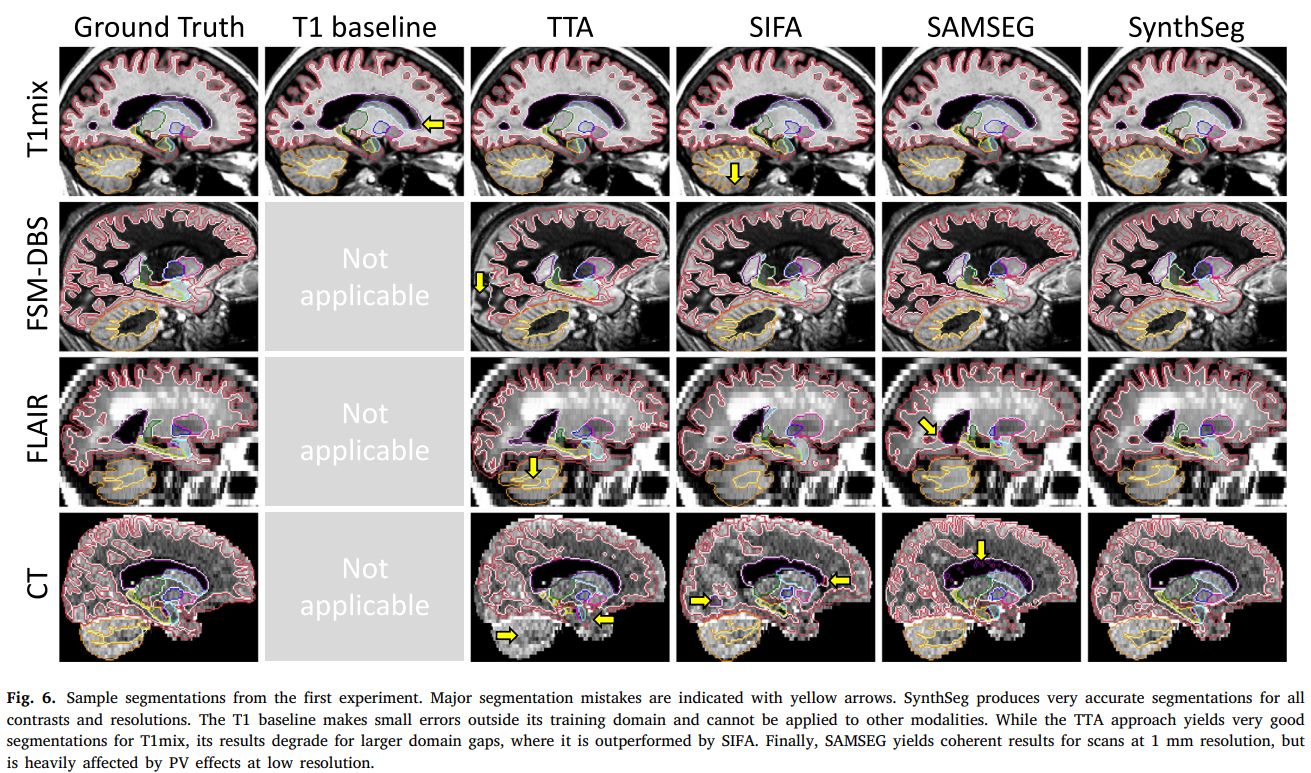 Ground Truth T1 baseline TTA SIFA SAMSEG SynthSeg
T1mix
FSM-DBS
Not
applicable
FLAIR
Not
applicable
CT
Not
applicable
Fig. 6. Sample segmentations from the first experiment. Major segmentation mistakes are indicated with yellow arrows. SynthSeg produces very accurate segmentations for all
contrasts and resolutions. The T1 baseline makes small errors outside its training domain and cannot be applied to other modalities. While the TTA approach yields very good
segmentations for T1mix, its results degrade for larger domain gaps, where it is outperformed by SIFA. Finally, SAMSEG yields coherent results for scans at 1 mm resolution, but
is heavily affected by PV effects at low resolution.